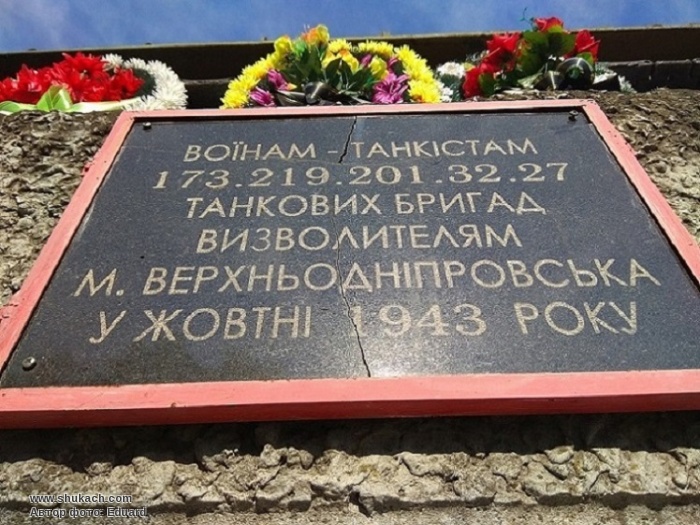 ВОЇНАМ - ТАНКІСТАМ
173.219.201.32.27
ТАНКОВИХ БРИГАД
ВИЗВОЛИТЕЛЯМ
М. ВЕРХНЬОДНІПРОВСЬКА
У ЖОВТНІ 1943 РОКУ
www.shukach.com
Автор фото: Eduard